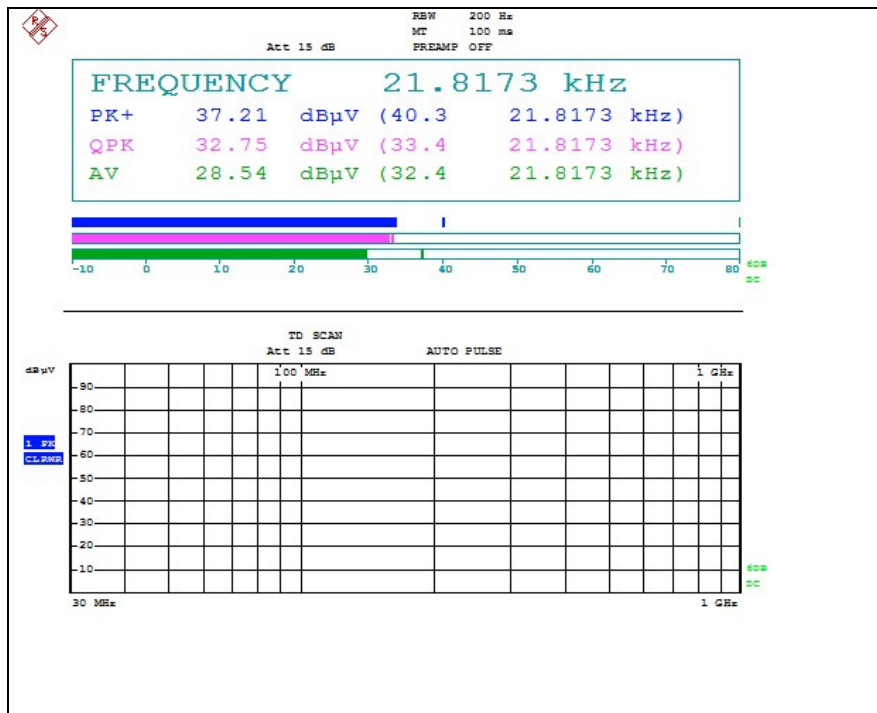 R S
RBW 200 Hz
MT 100 ms
Att 15 dB PREAMP OFF
FREQUENCY 21.8173 kHz
PK+ 37.21 dBµV (40.3 21.8173 kHz)
QPK 32.75 dBµV (33.4 21.8173 kHz)
AV 28.54 dBµV (32.4 21.8173 kHz)
-10 0 10 20 30 40 50 60 70 80
6DB
DC
TD SCAN
Att 15 dB AUTO PULSE
dBµV 100 MHz 1 GHz
90
80
70
1 PK
60
CLRWR
50
40
30
20
10
6DB
DC
30 MHz 1 GHz